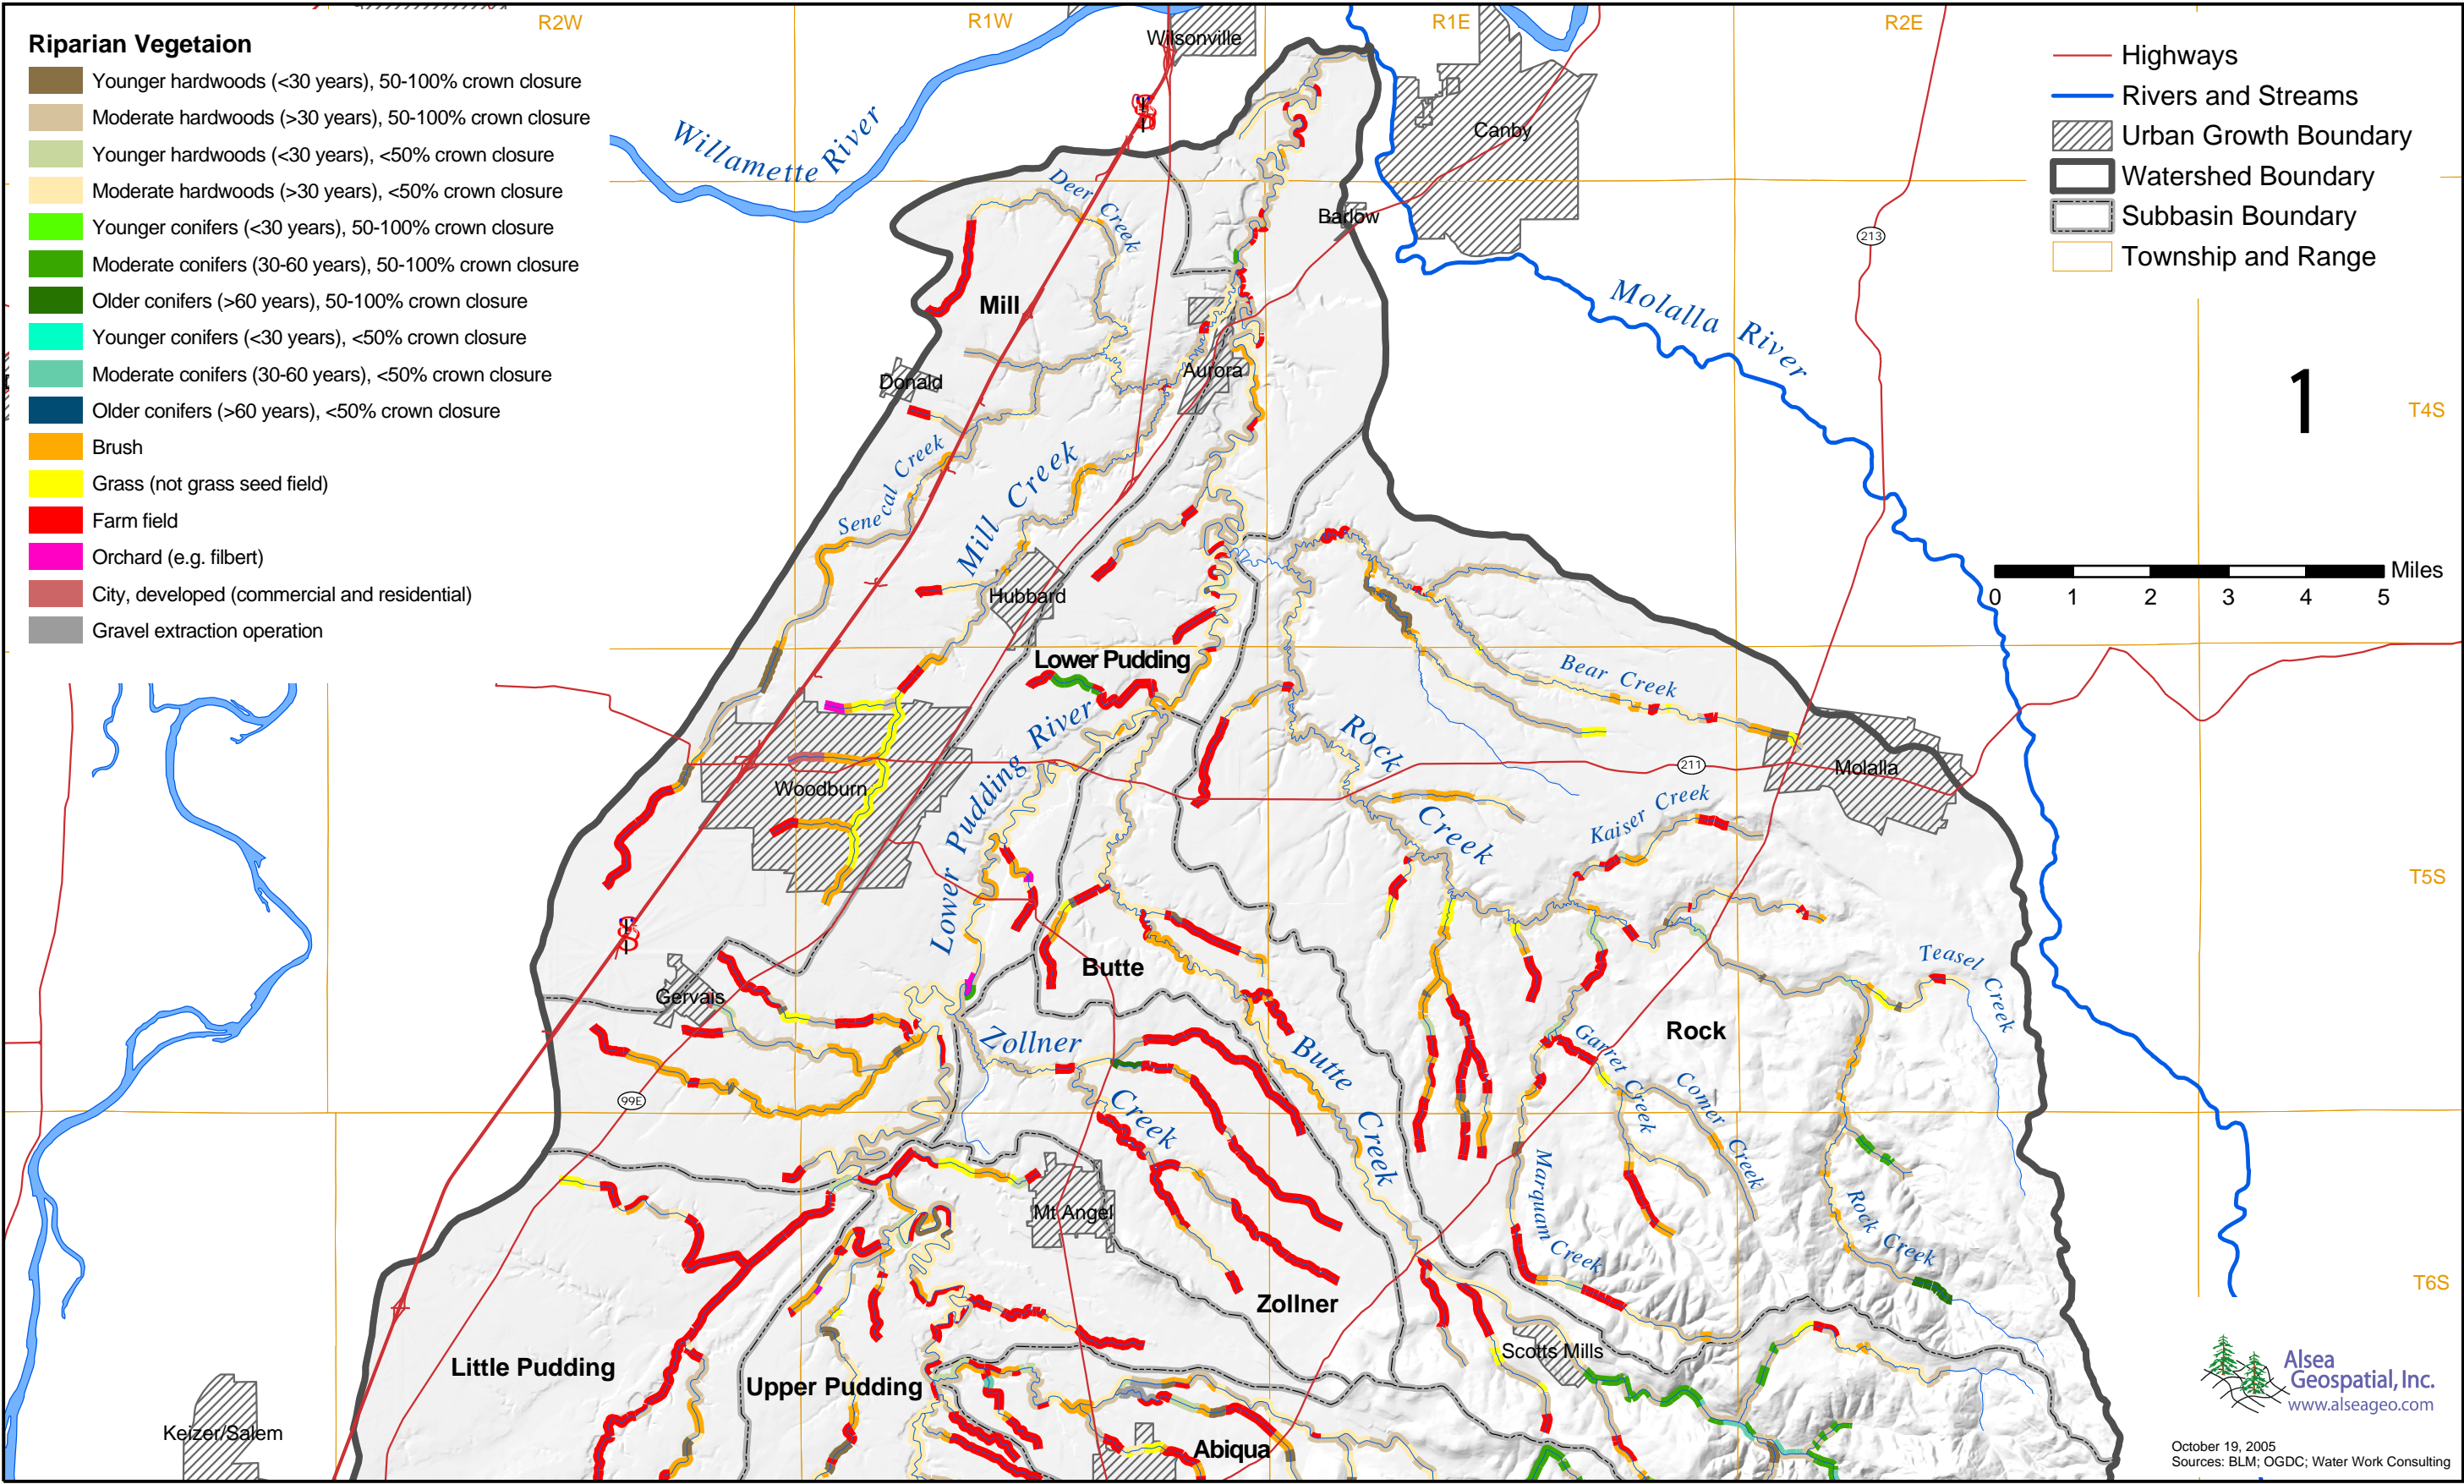 R2W
R1W
R1E
R2E
Riparian Vegetaion
Younger hardwoods (<30 years), 50-100% crown closure
Moderate hardwoods (>30 years), 50-100% crown closure
Younger hardwoods (<30 years), <50% crown closure
Moderate hardwoods (>30 years), <50% crown closure
Younger conifers (<30 years), 50-100% crown closure
Moderate conifers (30-60 years), 50-100% crown closure
Older conifers (>60 years), 50-100% crown closure
Younger conifers (<30 years), <50% crown closure
Moderate conifers (30-60 years), <50% crown closure
Older conifers (>60 years), <50% crown closure
Brush
Grass (not grass seed field)
Farm field
Orchard (e.g. filbert)
City, developed (commercial and residential)
Gravel extraction operation
Highways
Rivers and Streams
Urban Growth Boundary
Watershed Boundary
Subbasin Boundary
Township and Range
Wilsonville
Willamette River
Canby
Deer Creek
Barlow
213
Mill
Molalla River
Aurora
Donald
1
T4S
Senecal Creek
Mill Creek
Miles
0 1 2 3 4 5
Hubbard
Lower Pudding
Bear Creek
Rock Creek
Lower Pudding River
211
Molalla
Woodburn
Kaiser Creek
T5S
Butte
Teasel Creek
Gervais
Zollner Creek
Butte Creek
Rock
Garret Creek
Comer Creek
99E
Marquam Creek
Mt Angel
Rock Creek
T6S
Zollner
Scotts Mills
Little Pudding
Upper Pudding
Abiqua
Keizer/Salem
Alsea
Geospatial, Inc.
www.alseageo.com
October 19, 2005
Sources: BLM; OGDC; Water Work Consulting